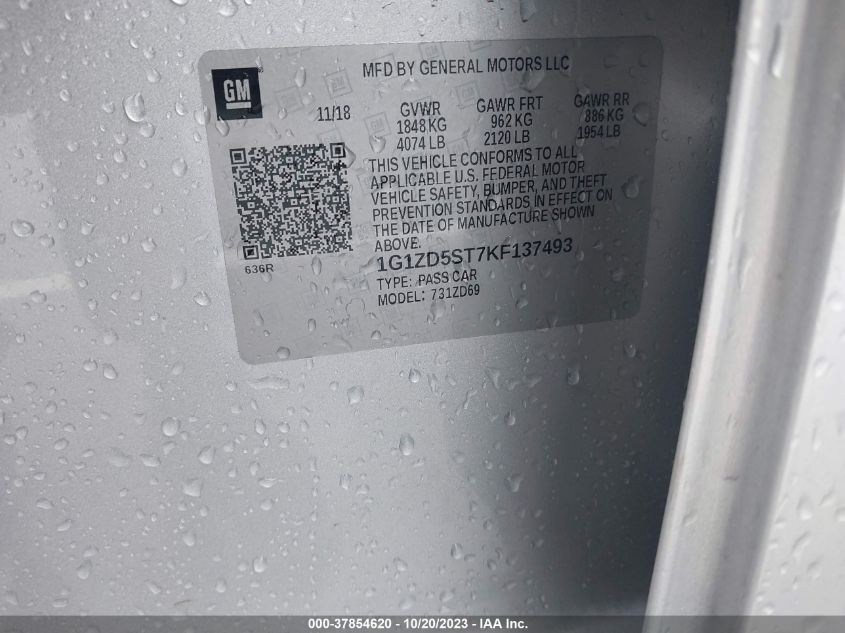 MFD BY GENERAL MOTORS LLC
GM
11/18
GVWR GAWR FRT GAWR RR
1848 KG 962 KG 886 KG
4074 LB 2120 LB 1954 LB
THIS VEHICLE CONFORMS TO ALL
APPLICABLE U.S. FEDERAL MOTOR
VEHICLE SAFETY, BUMPER, AND THEFT
PREVENTION STANDARDS IN EFFECT ON
THE DATE OF MANUFACTURE SHOWN
ABOVE.
636R
1G1ZD5ST7KF137493
TYPE: PASS CAR
MODEL: 731ZD69
000-37854620 - 10/20/2023 - IAA Inc.